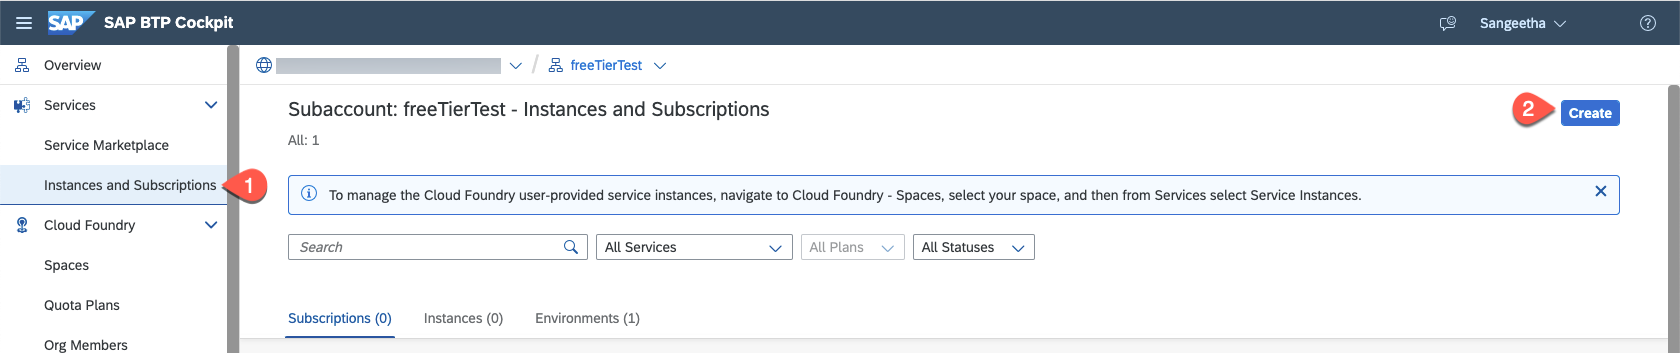 SAP SAP BTP Cockpit Sangeetha
Overview
freeTierTest
Services
Subaccount: freeTierTest - Instances and Subscriptions
2 Create
All: 1
Service Marketplace
Instances and Subscriptions 1
To manage the Cloud Foundry user-provided service instances, navigate to Cloud Foundry - Spaces, select your space, and then from Services select Service Instances.
Cloud Foundry
Search All Services All Plans All Statuses
Spaces
Quota Plans
Subscriptions (0) Instances (0) Environments (1)
Org Members